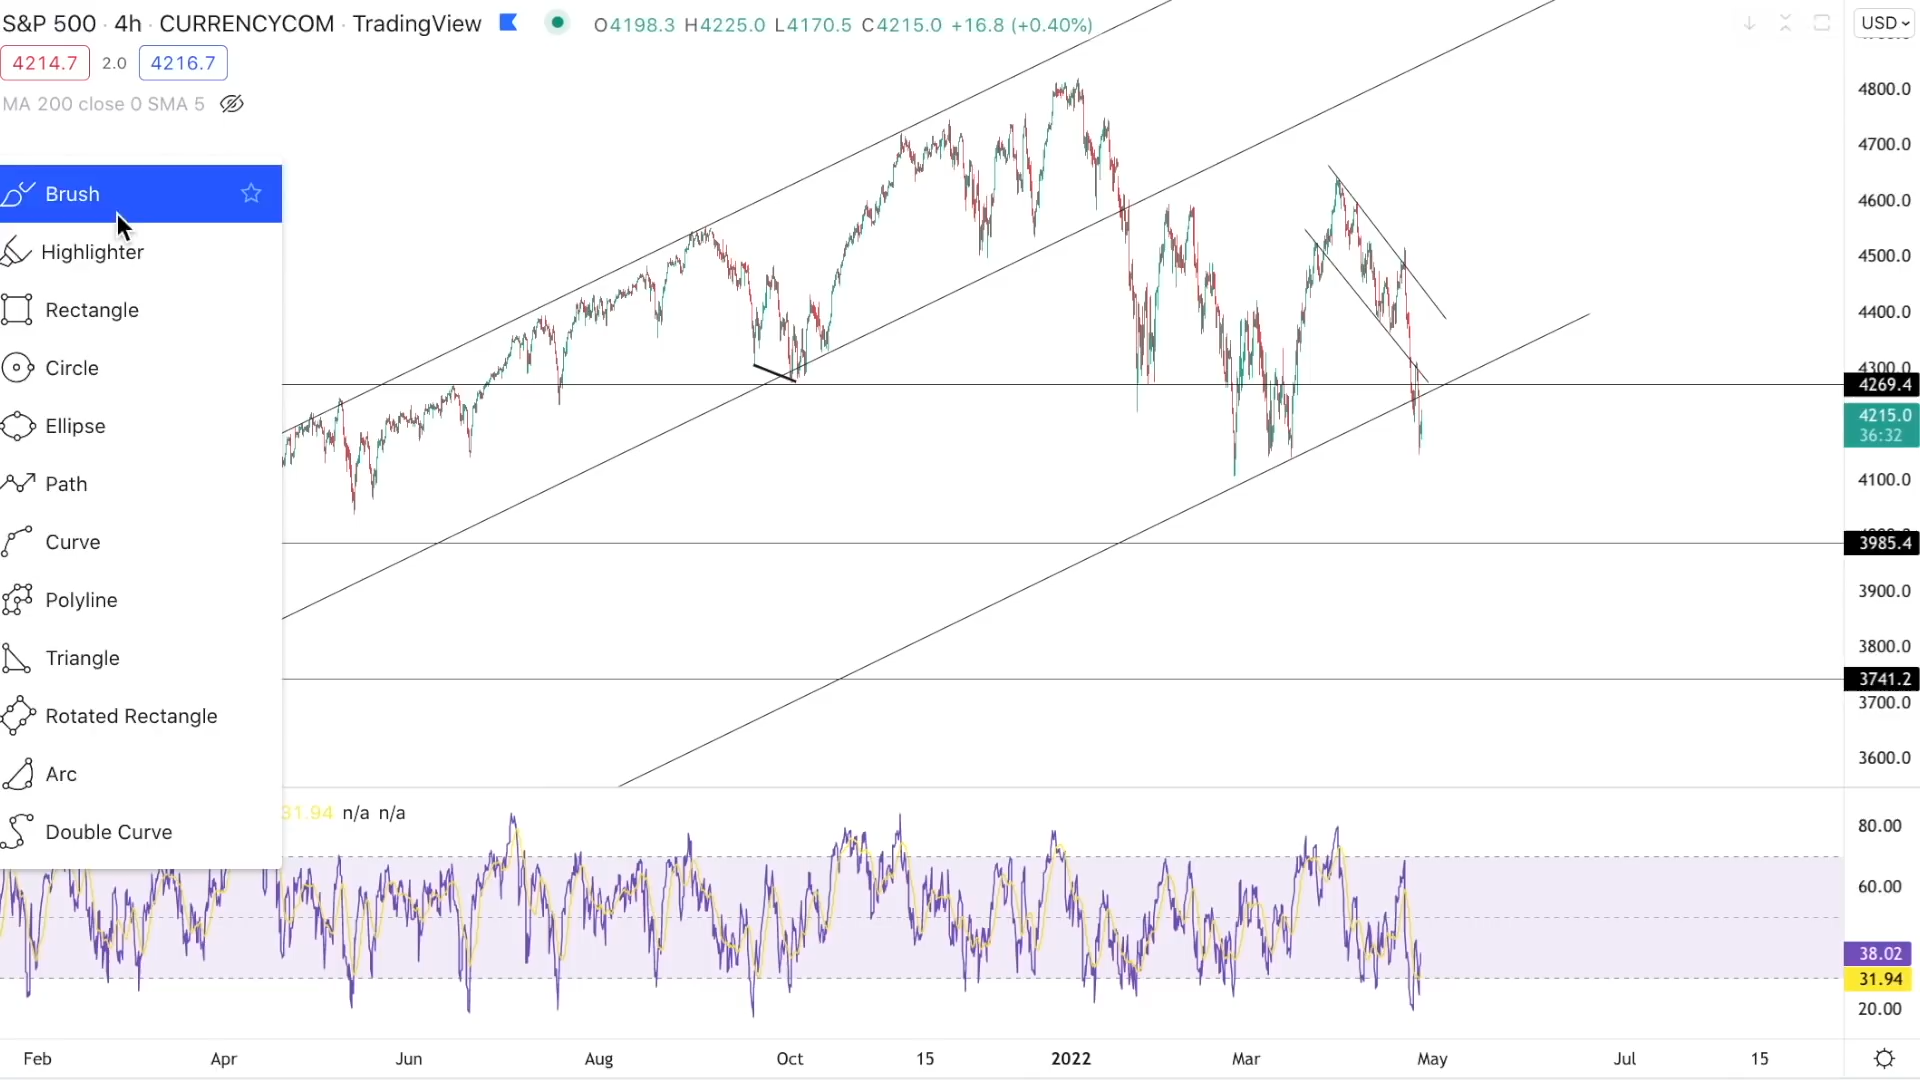 S&P 500 · 4h · CURRENCYCOM · TradingView O4198.3 H4225.0 L4170.5 C4215.0 +16.8 (+0.40%)
USD
4214.7 2.0 4216.7
MA 200 close 0 SMA 5
Brush
Highlighter
Rectangle
Circle
Ellipse
Path
Curve
Polyline
Triangle
Rotated Rectangle
Arc
Double Curve
4800.0
4700.0
4600.0
4500.0
4400.0
4300.0
4269.4
4215.0
36:32
4100.0
3985.4
3900.0
3800.0
3741.2
3700.0
3600.0
31.94 n/a n/a
80.00
60.00
38.02
31.94
20.00
Feb Apr Jun Aug Oct 15 2022 Mar May Jul 15